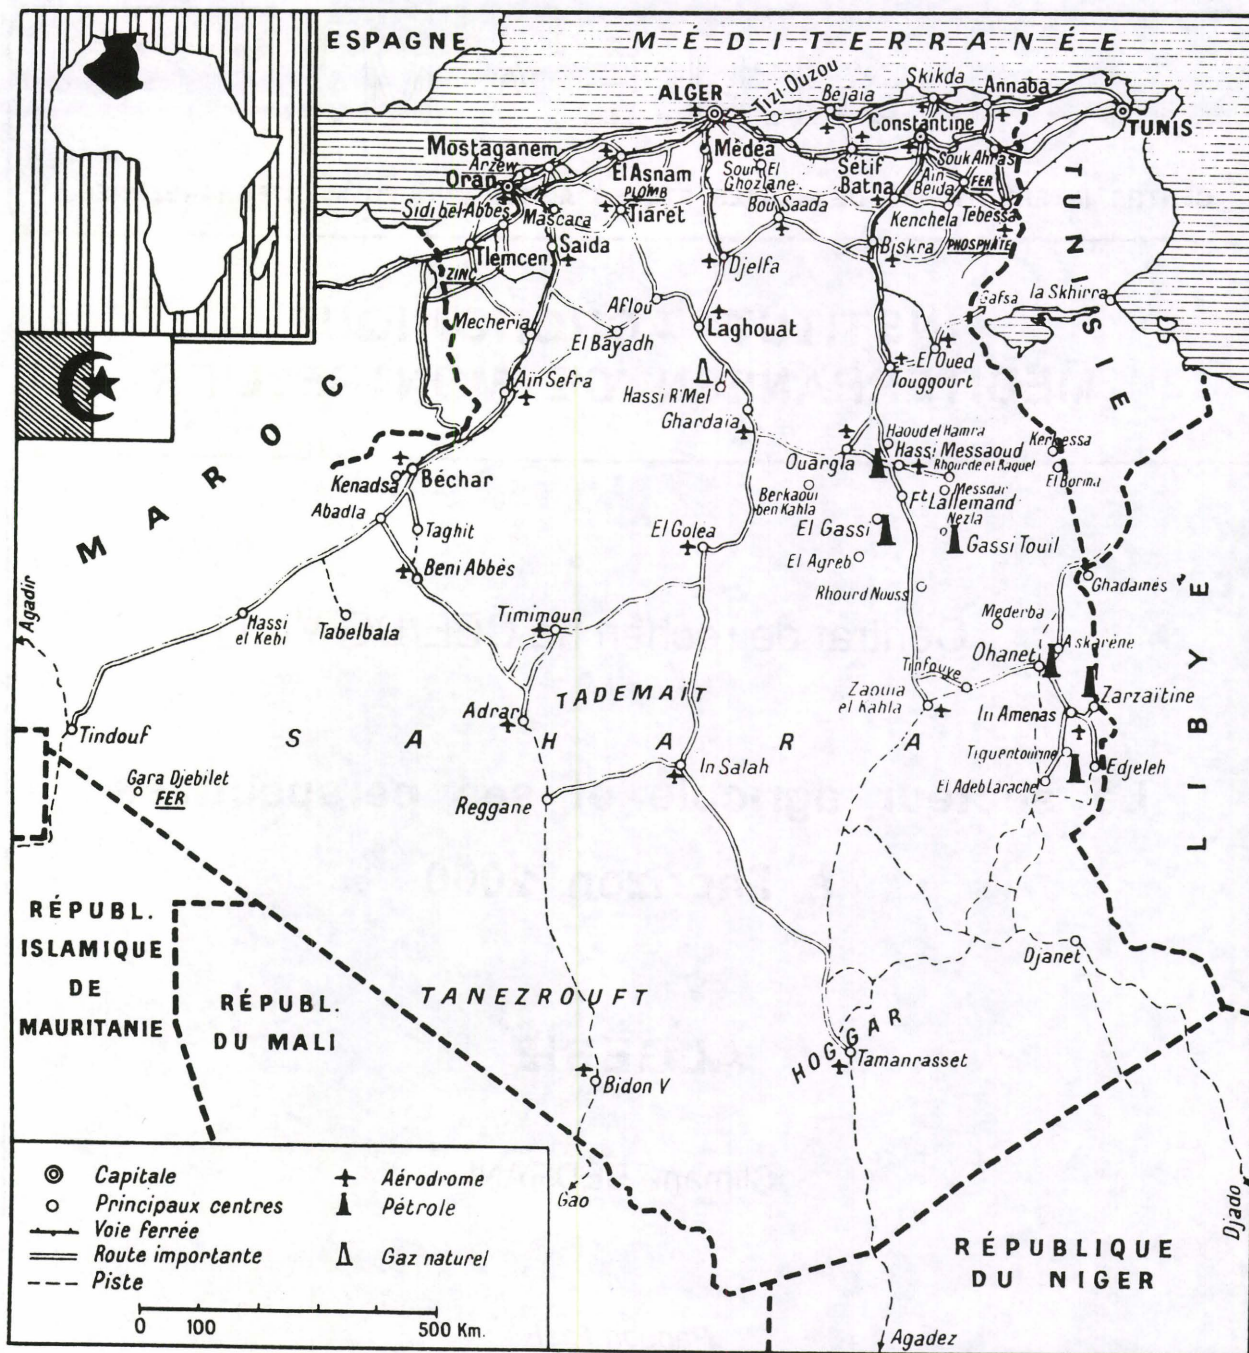 ESPAGNE
MÉDITERRANÉE
ALGER
Tizi-Ouzou
Bejaia
Skikda
Annaba
Constantine
TUNIS
Mostaganem
Arzew
Oran
El Asnam
PLOMB
Médéa
Sour El
Ghozlane
Sétif
Batna
Souk Ahras
Ain
Beida
FER
Sidi bel Abbès
Mascara
Tiaret
Bou Saada
Kenchela
Tebessa
Tlemcen
Saïda
Djelfa
Biskra
PHOSPHATE
ZINC
TUNISIE
Gafsa
la Skhirra
Mecheria
Aflou
El Bayadh
Laghouat
El Oued
Touggourt
Ain Sefra
Hassi R'Mel
Ghardaïa
MAROC
Haoud el Hamra
Hassi Messaoud
Rhourde el Baguel
Ouargla
Kenadsa
Béchar
Berkaoui
ben Kahla
Messdar
Ft Lallemand
El Borma
Abadla
Taghit
El Golea
El Gassi
Nezla
Gassi Touil
El Agreb
Beni Abbès
Agadir
Ghadamès
Rhourd Nouss
Hassi
el Kebi
Tabelbala
Timimoun
Mederba
Askarène
Ohanet
Tinfouye
TADEMAIT
Zaouia
el Kahla
Zarzaïtine
Adrar
In Amenas
LIBYE
Tindouf
SAHARA
Tiguentourine
Edjeleh
Gara Djebilet
FER
In Salah
El Adeb Larache
Reggane
RÉPUBL.
ISLAMIQUE
DE
MAURITANIE
RÉPUBL.
DU MALI
Djanet
TANEZROUFT
HOGGAR
Tamanrasset
Bidon V
Gao
Djado
RÉPUBLIQUE
DU NIGER
Agadez
Capitale
Principaux centres
Voie ferrée
Route importante
Piste
Aérodrome
Pétrole
Gaz naturel
0 100 500 Km.